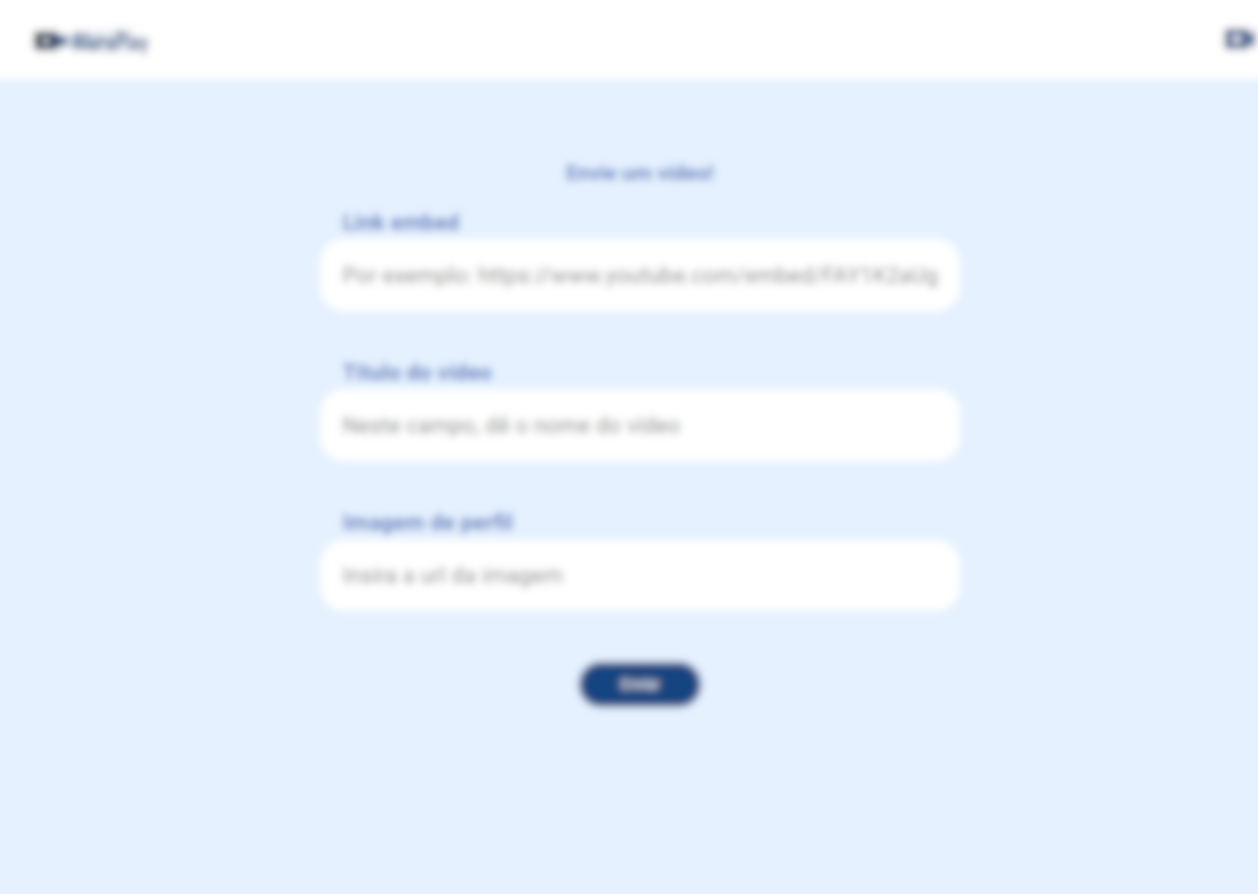 AluraPlay
Envie um vídeo!
Link embed
Por exemplo: https://www.youtube.com/embed/
Título do vídeo
Neste campo, dê o nome do vídeo
Imagem de perfil
Insira a url da imagem
Enviar